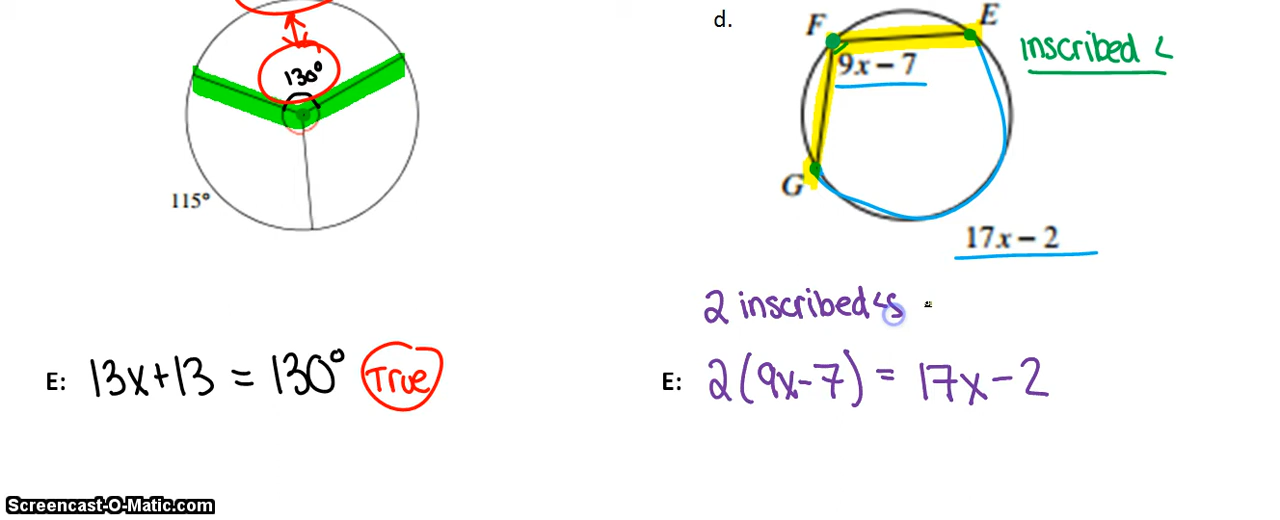 130°
115°
E: 13x+13 = 130° True
d.
F
E
inscribed <
9x – 7
G
17x – 2
2 inscribed <s =
E: 2(9x-7) = 17x-2
Screencast-O-Matic.com